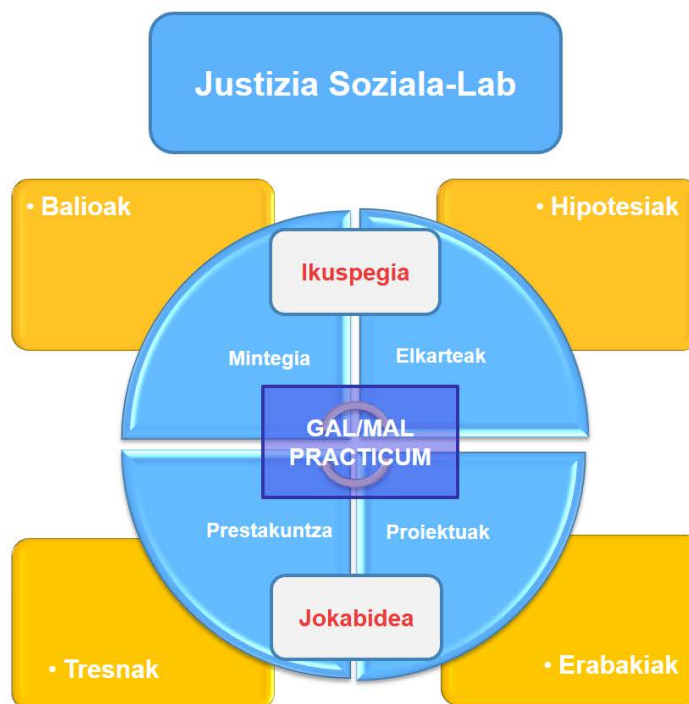 Justizia Soziala-Lab
• Balioak
• Hipotesiak
Ikuspegia
Mintegia
Elkarteak
GAL/MAL
PRACTICUM
Prestakuntza
Proiektuak
Jokabidea
• Tresnak
• Erabakiak